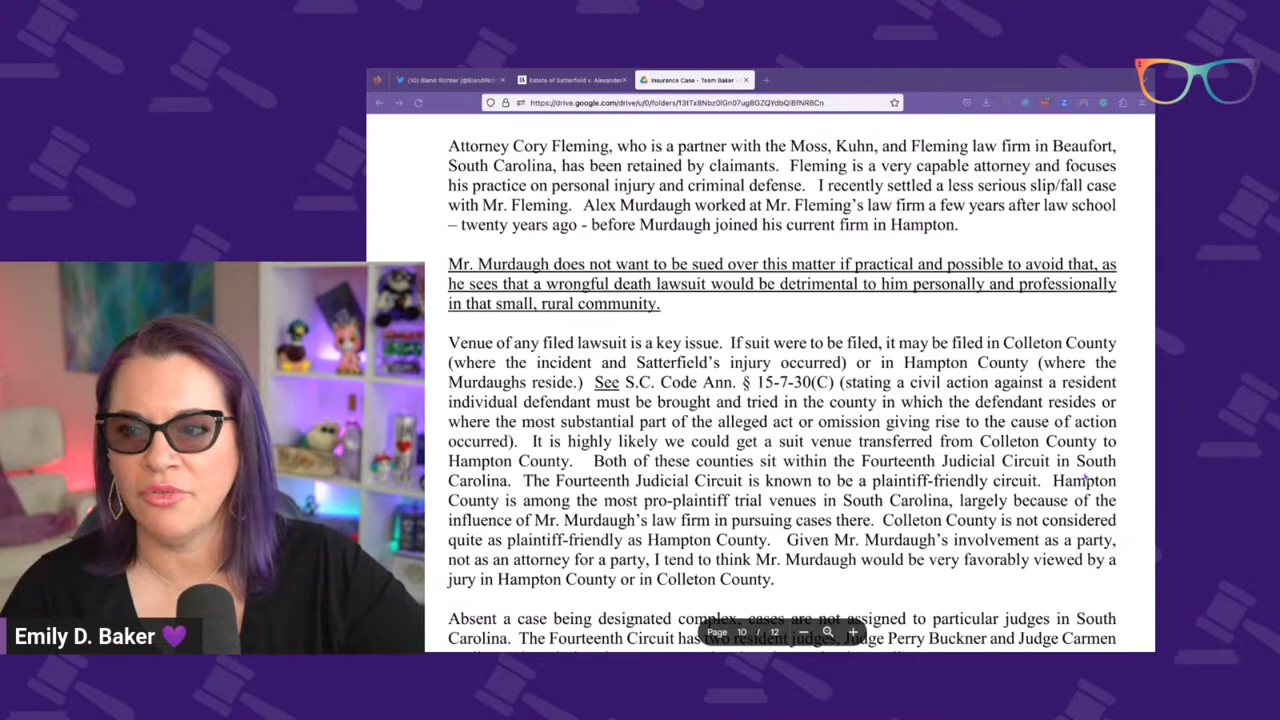 (10) Bland Richter (@BlandRich
Estate of Satterfield v. Alexander
Insurance Case - Team Baker -
https://drive.google.com/drive/u/0/folders/
Attorney Cory Fleming, who is a partner with the Moss, Kuhn, and Fleming law firm in Beaufort,
South Carolina, has been retained by claimants. Fleming is a very capable attorney and focuses
his practice on personal injury and criminal defense. I recently settled a less serious slip/fall case
with Mr. Fleming. Alex Murdaugh worked at Mr. Fleming's law firm a few years after law school
– twenty years ago - before Murdaugh joined his current firm in Hampton.
Mr. Murdaugh does not want to be sued over this matter if practical and possible to avoid that, as
he sees that a wrongful death lawsuit would be detrimental to him personally and professionally
in that small, rural community.
Venue of any filed lawsuit is a key issue. If suit were to be filed, it may be filed in Colleton County
(where the incident and Satterfield's injury occurred) or in Hampton County (where the
Murdaughs reside.) See S.C. Code Ann. § 15-7-30(C) (stating a civil action against a resident
individual defendant must be brought and tried in the county in which the defendant resides or
where the most substantial part of the alleged act or omission giving rise to the cause of action
occurred). It is highly likely we could get a suit venue transferred from Colleton County to
Hampton County. Both of these counties sit within the Fourteenth Judicial Circuit in South
Carolina. The Fourteenth Judicial Circuit is known to be a plaintiff-friendly circuit. Hampton
County is among the most pro-plaintiff trial venues in South Carolina, largely because of the
influence of Mr. Murdaugh's law firm in pursuing cases there. Colleton County is not considered
quite as plaintiff-friendly as Hampton County. Given Mr. Murdaugh's involvement as a party,
not as an attorney for a party, I tend to think Mr. Murdaugh would be very favorably viewed by a
jury in Hampton County or in Colleton County.
Absent a case being designated complex, cases are not assigned to particular judges in South
Carolina. The Fourteenth Circuit has two resident judges, Judge Perry Buckner and Judge Carmen
Page 10 / 12
Emily D. Baker 💜